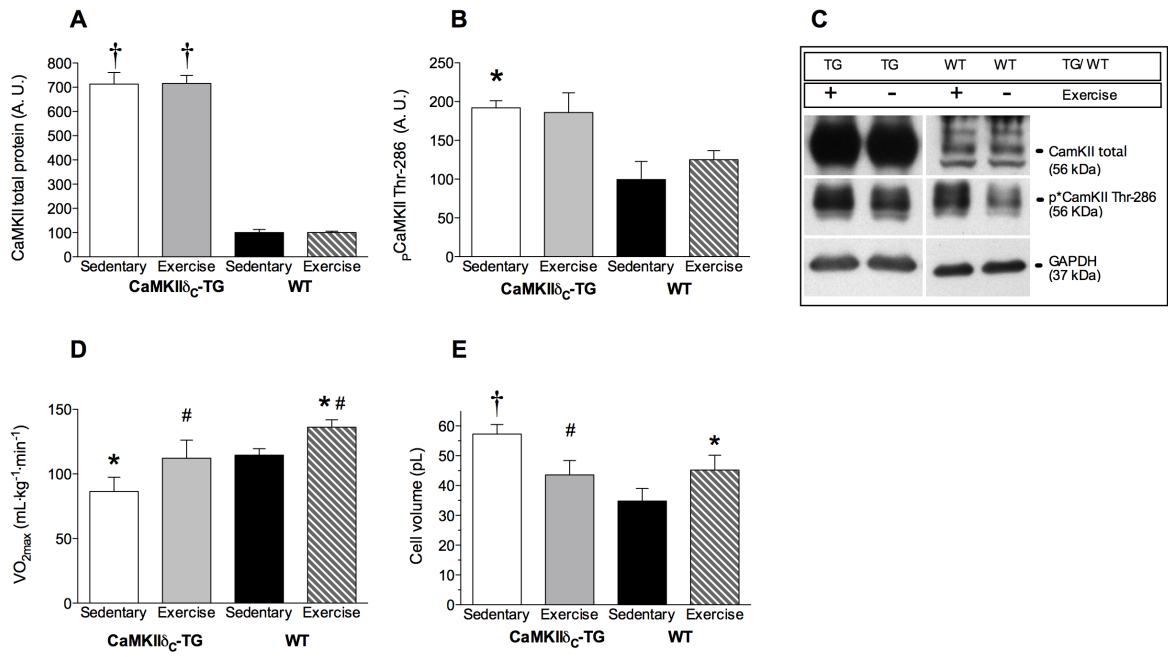 A
CaMKII total protein (A. U.)
800
700
600
500
400
300
200
100
0
† †
Sedentary Exercise Sedentary Exercise
CaMKIIδC-TG WT
B
PCaMKII Thr-286 (A. U.)
250
200
150
100
50
0
*
Sedentary Exercise Sedentary Exercise
CaMKIIδC-TG WT
C
TG TG WT WT TG/ WT
+ - + - Exercise
CamKII total
(56 kDa)
p*CamKII Thr-286
(56 KDa)
GAPDH
(37 kDa)
D
VO2max (mL·kg-1·min-1)
150
100
50
0
* # * #
Sedentary Exercise Sedentary Exercise
CaMKIIδC-TG WT
E
Cell volume (pL)
60
50
40
30
20
10
0
† # *
Sedentary Exercise Sedentary Exercise
CaMKIIδC-TG WT